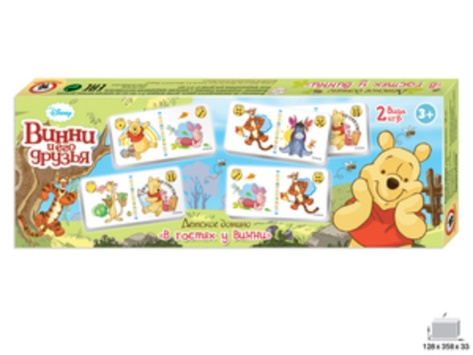 Disney
Винни
и его
друзья
2 Вида
игр
3+
Детское домино
«В гостях у Винни»
128 x 358 x 33